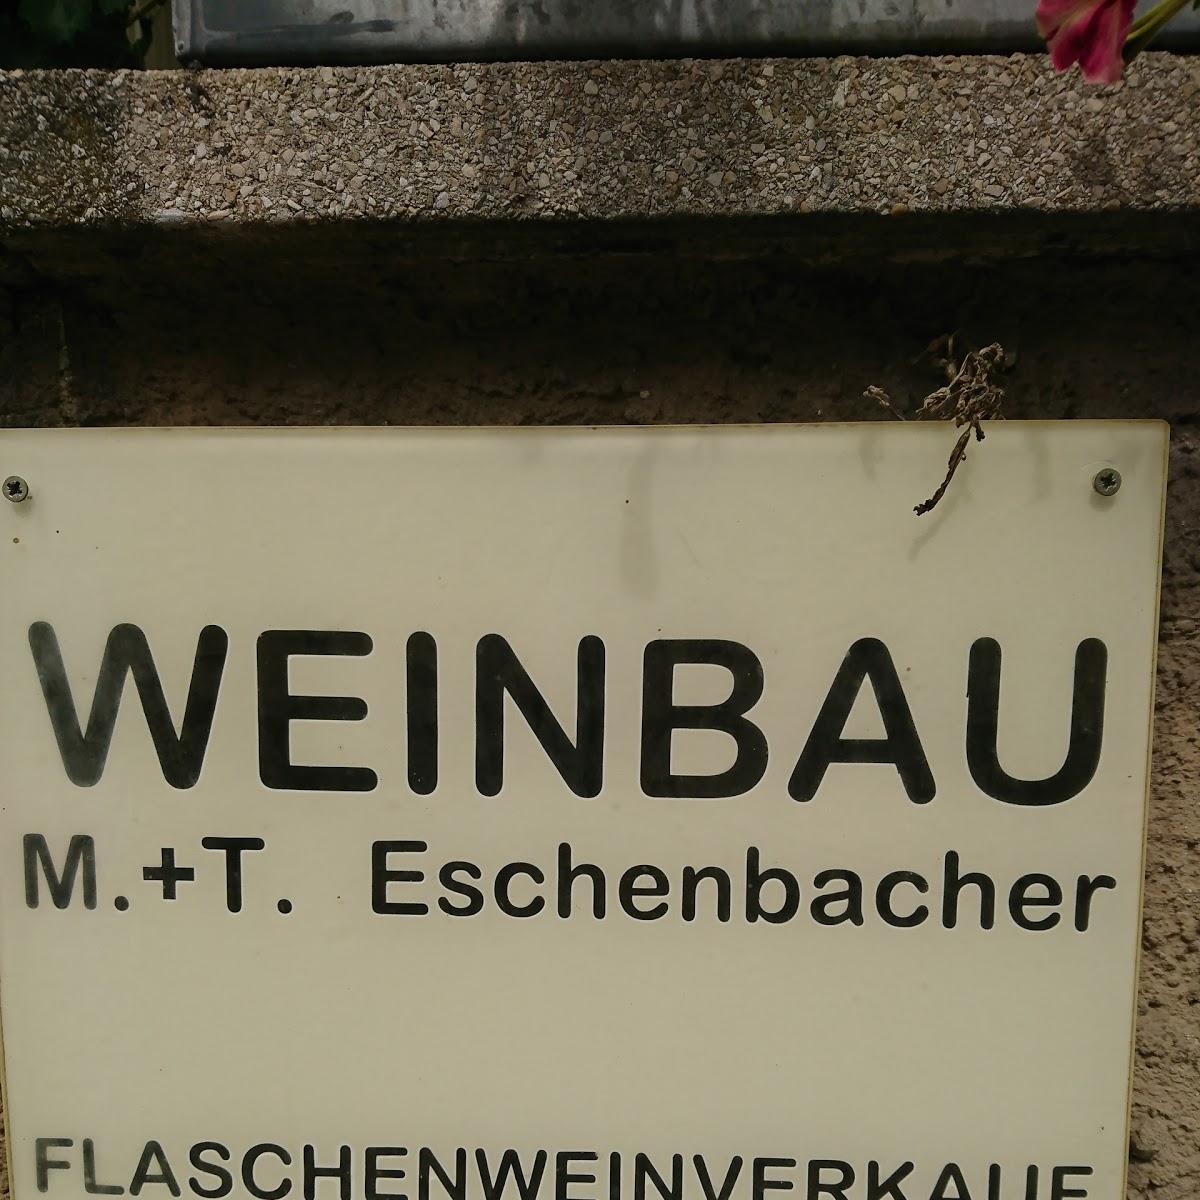 WEINBAU
M.+T. Eschenbacher
FLASCHENWEINVERKAUF